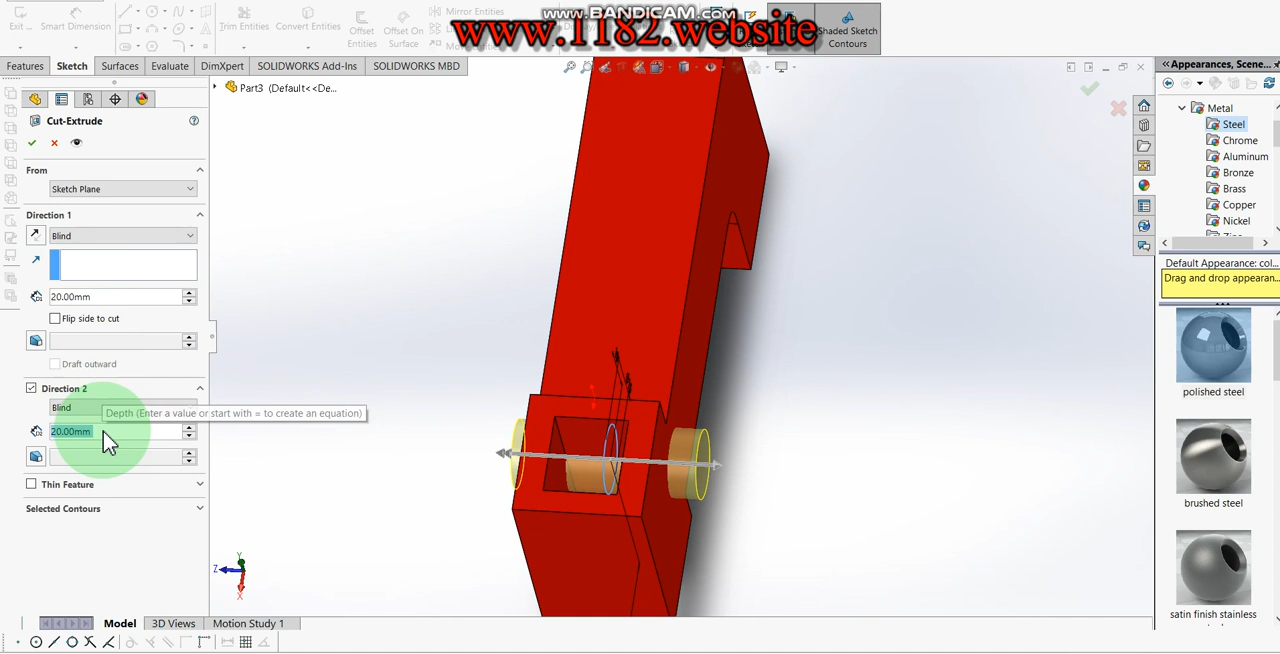 www.BANDICAM.com
www.1182.website
Exit ...
Smart Dimension
Trim Entities
Convert Entities
Offset Entities
Offset On Surface
Mirror Entities
Shaded Sketch Contours
Features
Sketch
Surfaces
Evaluate
DimXpert
SOLIDWORKS Add-Ins
SOLIDWORKS MBD
Part3 (Default<<De...
Cut-Extrude
From
Sketch Plane
Direction 1
Blind
20.00mm
Flip side to cut
Draft outward
Direction 2
Blind
Depth (Enter a value or start with = to create an equation)
20.00mm
Thin Feature
Selected Contours
Y
Z
X
Model
3D Views
Motion Study 1
Appearances, Scene...
Metal
Steel
Chrome
Aluminum
Bronze
Brass
Copper
Nickel
Default Appearance: col...
Drag and drop appearan...
polished steel
brushed steel
satin finish stainless